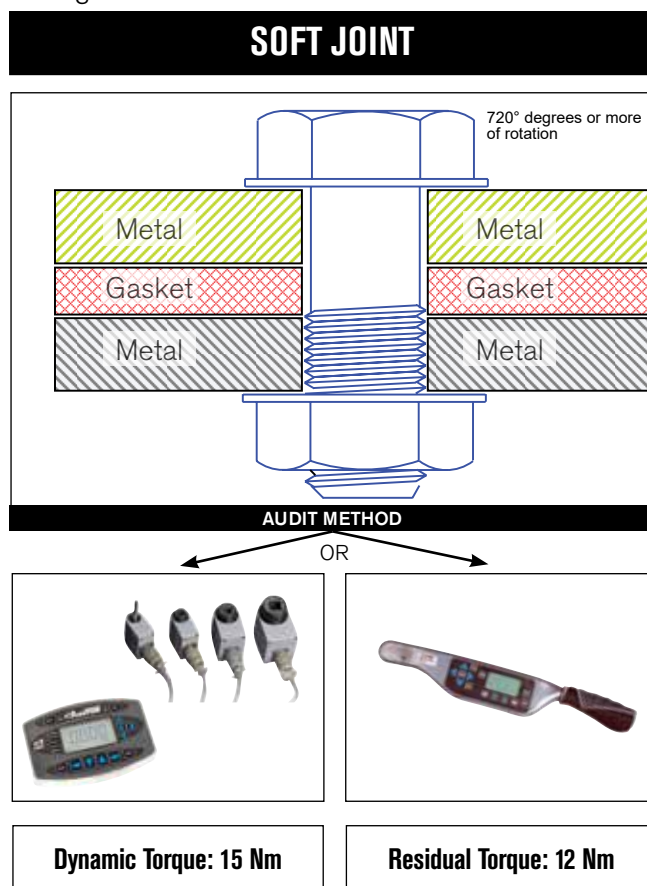 SOFT JOINT
720° degrees or more
of rotation
Metal
Metal
Gasket
Gasket
Metal
Metal
AUDIT METHOD
OR
Dynamic Torque: 15 Nm
Residual Torque: 12 Nm